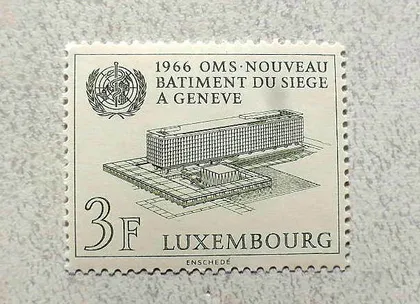 1966 OMS·NOUVEAU
BATIMENT DU SIEGE
A GENEVE
3F
LUXEMBOURG
ENSCHEDÉ